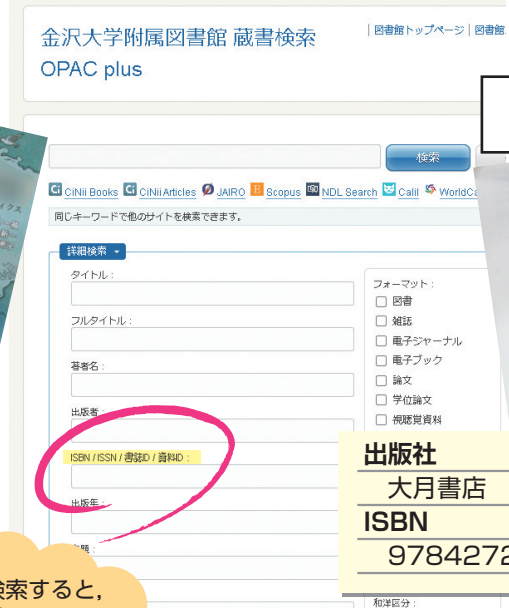 金沢大学附属図書館 蔵書検索
OPAC plus
| 図書館トップページ | 図書館
検索
CiNii Books CiNii Articles JAIRO Scopus NDL Search Calil WorldCa
同じキーワードで他のサイトを検索できます。
詳細検索
タイトル :
フルタイトル :
著者名 :
出版者 :
ISBN / ISSN / 書誌ID / 資料ID :
出版年 :
フォーマット :
図書
雑誌
電子ジャーナル
電子ブック
論文
学位論文
視聴覚資料
出版社
大月書店
ISBN
9784272
和洋区分 :
検索すると,